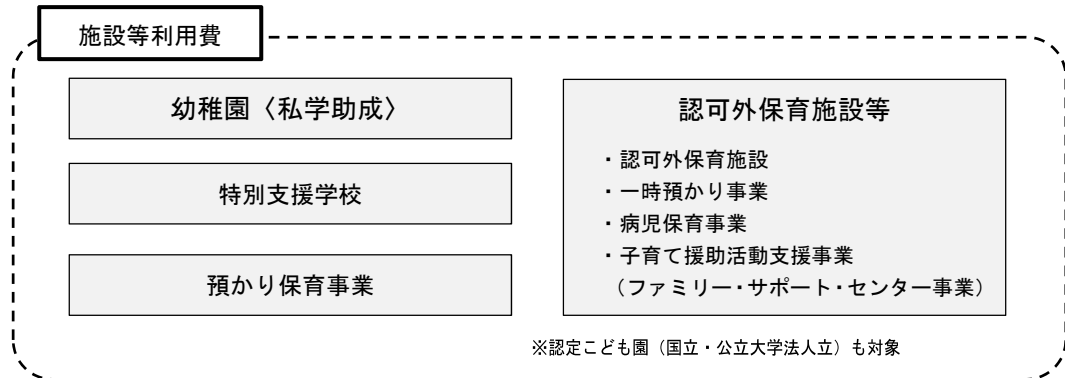 施設等利用費
幼稚園〈私学助成〉
特別支援学校
預かり保育事業
認可外保育施設等
・認可外保育施設
・一時預かり事業
・病児保育事業
・子育て援助活動支援事業
（ファミリー・サポート・センター事業）
※認定こども園（国立・公立大学法人立）も対象